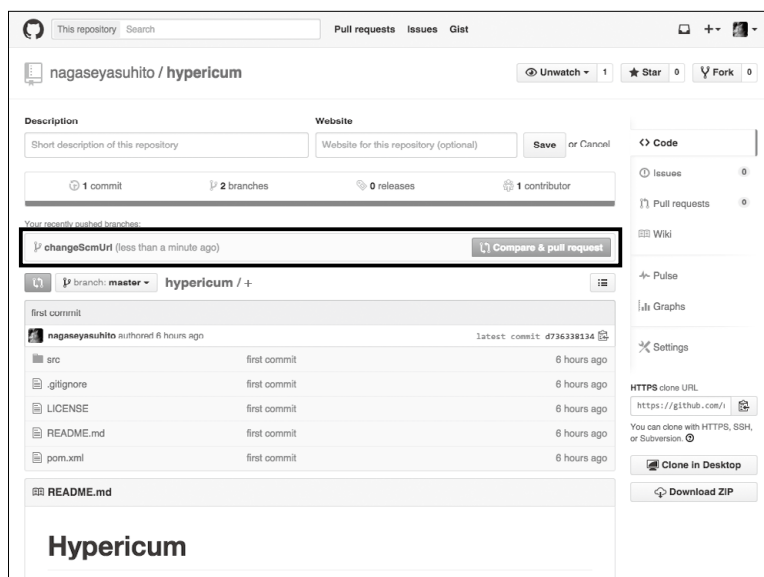 This repository Search Pull requests Issues Gist
nagaseyasuhito / hypericum Unwatch 1 Star 0 Fork 0
Description Website
Short description of this repository Website for this repository (optional) Save or Cancel
1 commit 2 branches 0 releases 1 contributor
Your recently pushed branches:
changeScmUrl (less than a minute ago) Compare & pull request
branch: master hypericum / +
first commit
nagaseyasuhito authored 6 hours ago latest commit d736338134
src first commit 6 hours ago
.gitignore first commit 6 hours ago
LICENSE first commit 6 hours ago
README.md first commit 6 hours ago
pom.xml first commit 6 hours ago
README.md
Hypericum
Code
Issues 0
Pull requests 0
Wiki
Pulse
Graphs
Settings
HTTPS clone URL
https://github.com/
You can clone with HTTPS, SSH,
or Subversion.
Clone in Desktop
Download ZIP